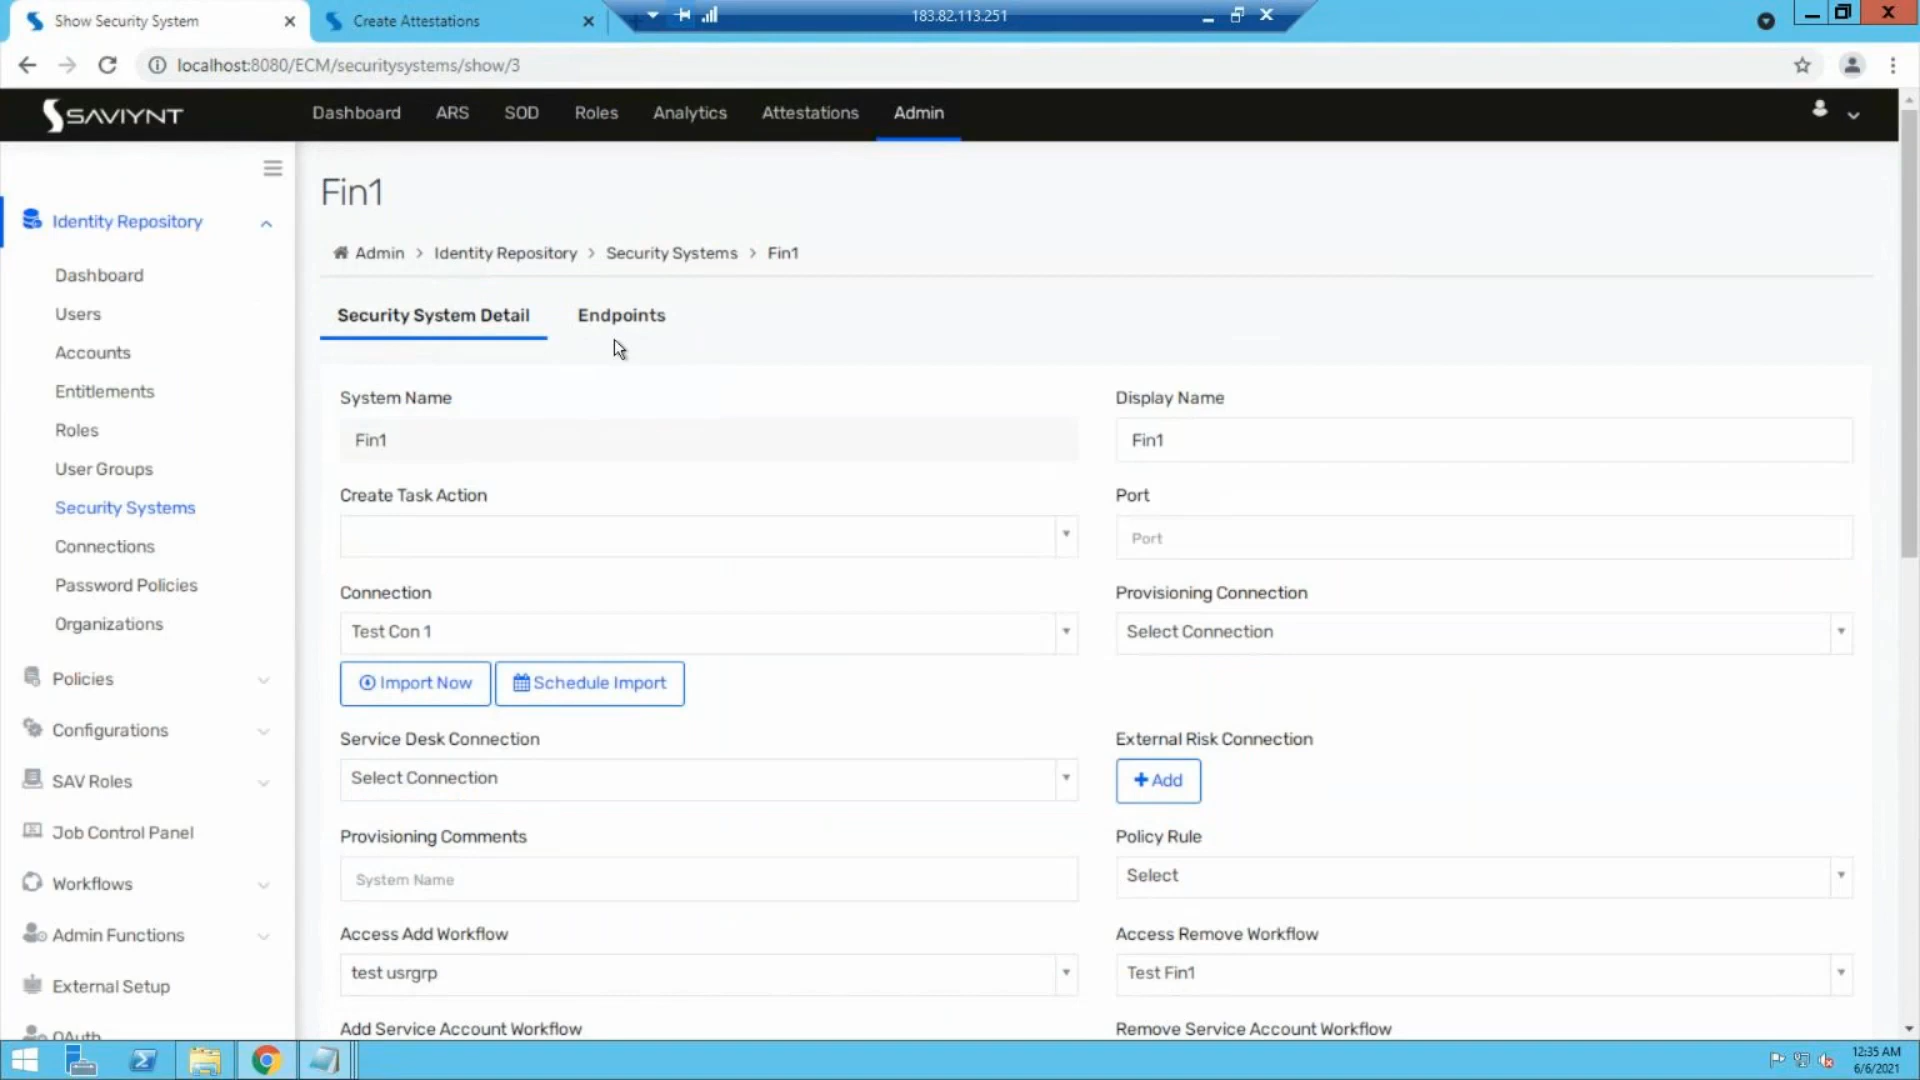 Show Security System
Create Attestations
183.82.113.251
localhost:8080/ECM/securitysystems/show/3
SAVIYNT
Dashboard
ARS
SOD
Roles
Analytics
Attestations
Admin
Identity Repository
Dashboard
Users
Accounts
Entitlements
Roles
User Groups
Security Systems
Connections
Password Policies
Organizations
Policies
Configurations
SAV Roles
Job Control Panel
Workflows
Admin Functions
External Setup
OAuth
Fin1
Admin > Identity Repository > Security Systems > Fin1
Security System Detail
Endpoints
System Name
Fin1
Display Name
Fin1
Create Task Action
Port
Port
Connection
Test Con 1
Provisioning Connection
Select Connection
Import Now
Schedule Import
Service Desk Connection
Select Connection
External Risk Connection
+ Add
Provisioning Comments
System Name
Policy Rule
Select
Access Add Workflow
test usrgrp
Access Remove Workflow
Test Fin1
Add Service Account Workflow
Remove Service Account Workflow
12:35 AM
6/6/2021